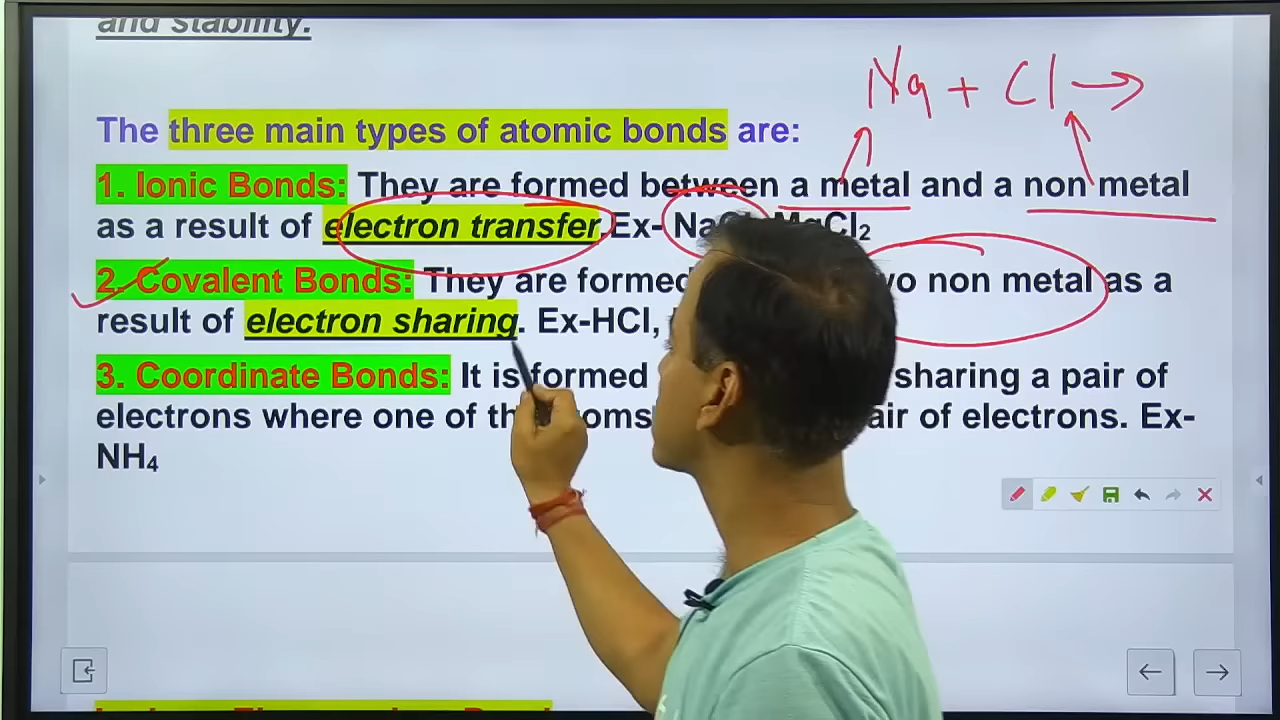 and stability.
Na + Cl →
The three main types of atomic bonds are:
1. Ionic Bonds: They are formed between a metal and a non metal
as a result of electron transfer. Ex- NaCl, MgCl₂
2. Covalent Bonds: They are formed non metal as a
result of electron sharing. Ex-HCl,
3. Coordinate Bonds: It is formed sharing a pair of
electrons where one of of electrons. Ex-
NH₄